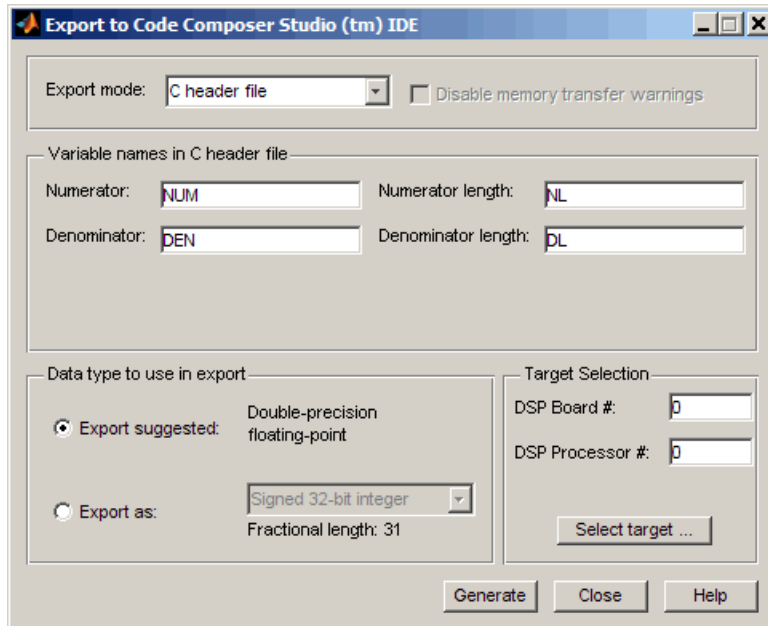 Export to Code Composer Studio (tm) IDE
Export mode: C header file Disable memory transfer warnings
Variable names in C header file
Numerator: NUM Numerator length: NL
Denominator: DEN Denominator length: DL
Data type to use in export
Export suggested: Double-precision
floating-point
Export as: Signed 32-bit integer
Fractional length: 31
Target Selection
DSP Board #: 0
DSP Processor #: 0
Select target ...
Generate Close Help